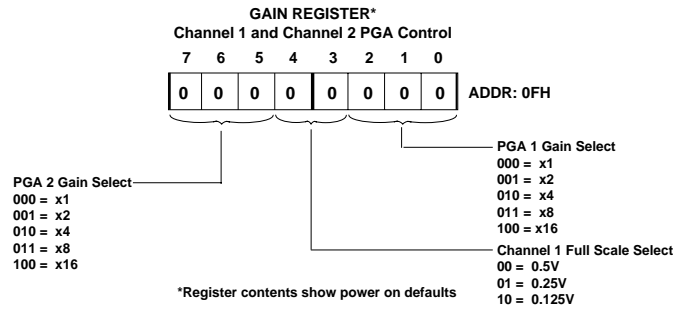 GAIN REGISTER*
Channel 1 and Channel 2 PGA Control
7 6 5 4 3 2 1 0
0 0 0 0 0 0 0 0 ADDR: 0FH
PGA 1 Gain Select
000 = x1
001 = x2
010 = x4
011 = x8
100 = x16
PGA 2 Gain Select
000 = x1
001 = x2
010 = x4
011 = x8
100 = x16
Channel 1 Full Scale Select
00 = 0.5V
01 = 0.25V
10 = 0.125V
*Register contents show power on defaults